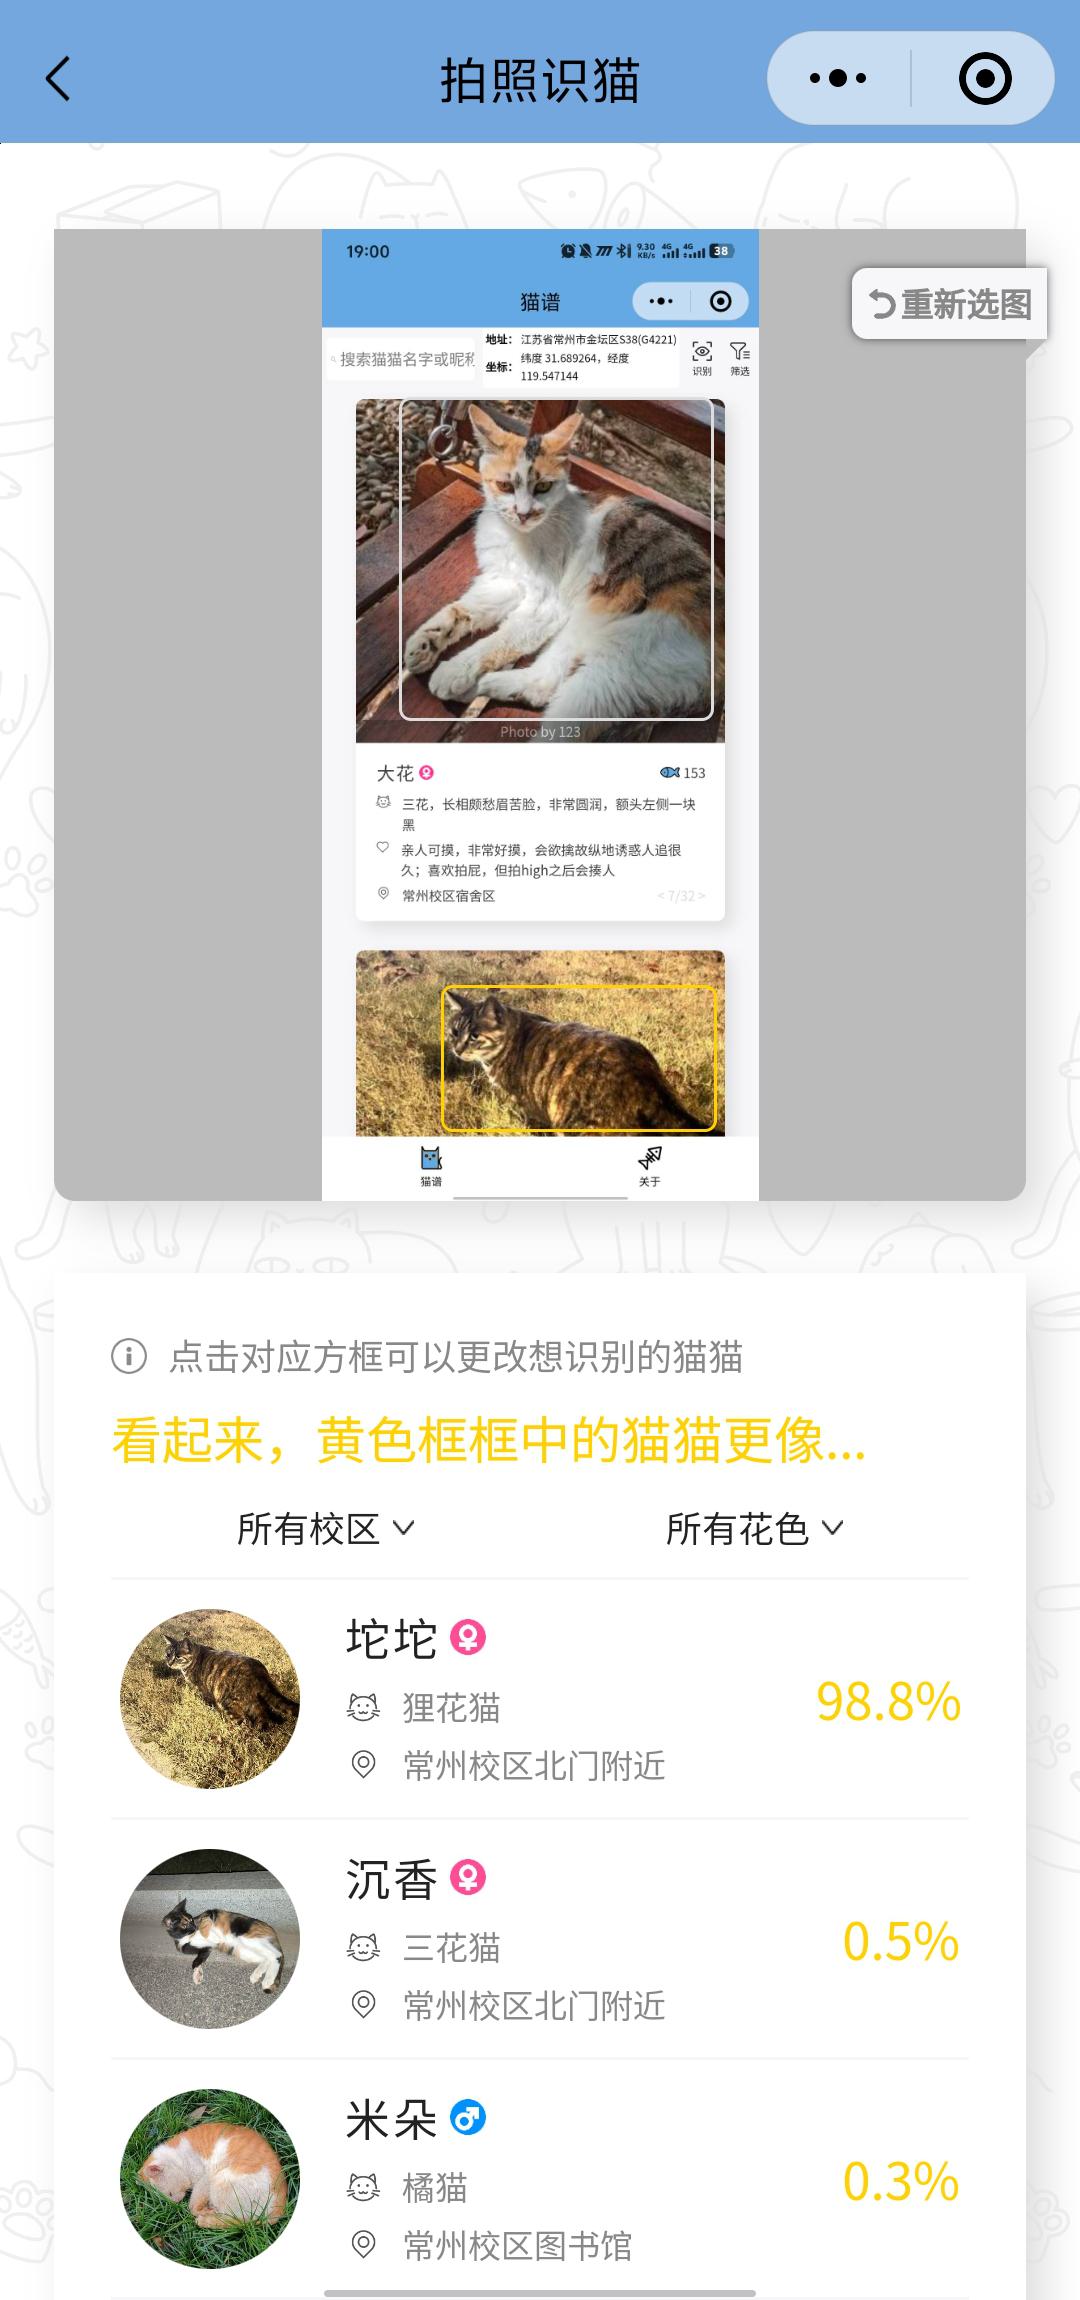 拍照识猫
19:00
9.30
KB/s
4G
4G
38
猫谱
重新选图
搜索猫猫名字或昵称
地址： 江苏省常州市金坛区S38(G4221)
坐标： 纬度 31.689264，经度
119.547144
识别
筛选
Photo by 123
大花
153
三花，长相颇愁眉苦脸，非常圆润，额头左侧一块
黑
亲人可摸，非常好摸，会欲擒故纵地诱惑人追很
久；喜欢拍屁，但拍high之后会揍人
常州校区宿舍区
< 7/32 >
猫谱
关于
点击对应方框可以更改想识别的猫猫
看起来，黄色框框中的猫猫更像...
所有校区
所有花色
坨坨
狸花猫
98.8%
常州校区北门附近
沉香
三花猫
0.5%
常州校区北门附近
米朵
橘猫
0.3%
常州校区图书馆